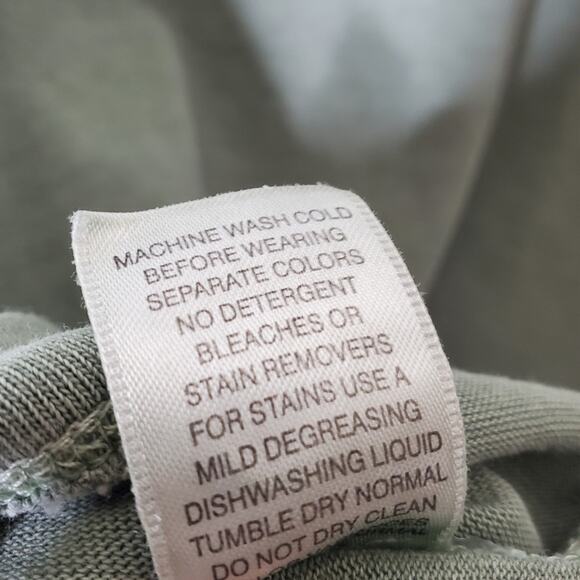 MACHINE WASH COLD
BEFORE WEARING
SEPARATE COLORS
NO DETERGENT
BLEACHES OR
STAIN REMOVERS
FOR STAINS USE A
MILD DEGREASING
DISHWASHING LIQUID
TUMBLE DRY NORMAL
DO NOT DRY CLEAN